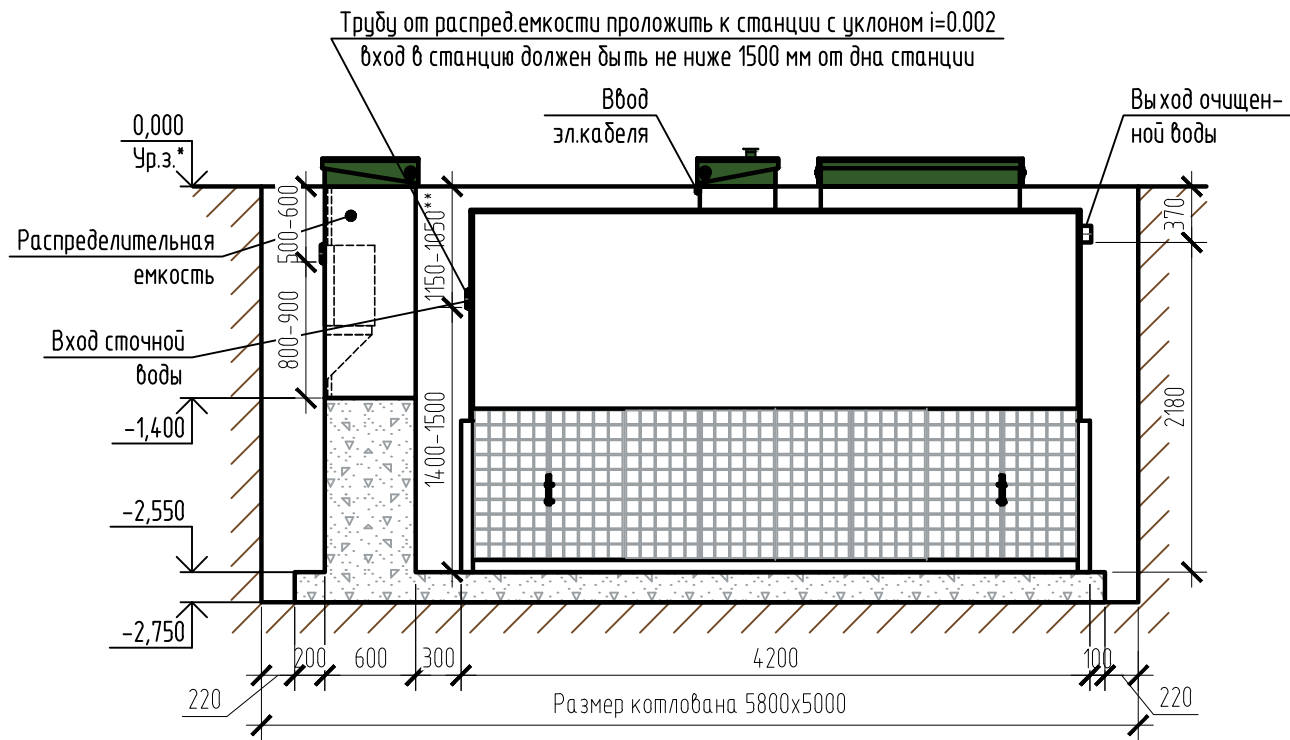 Трубу от распред.емкости проложить к станции с уклоном i=0.002
вход в станцию должен быть не ниже 1500 мм от дна станции
Ввод
эл.кабеля
Выход очищен-
ной воды
0,000
Ур.з.*
Распределительная
емкость
Вход сточной
воды
500-600
800-900
1150-1050**
1400-1500
370
2180
-1,400
-2,550
-2,750
200
600
300
4200
100
220
Размер котлована 5800х5000
220